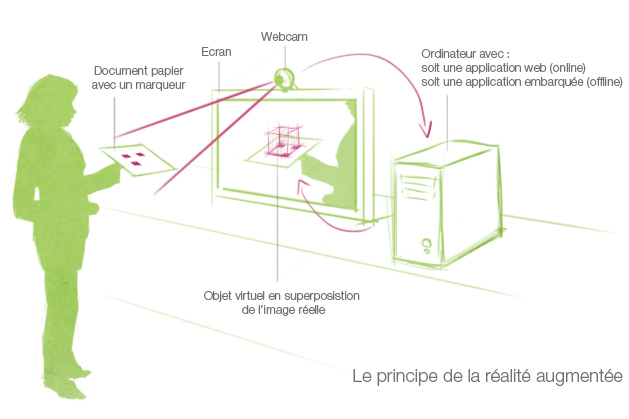 Webcam
Ecran
Document papier
avec un marqueur
Ordinateur avec :
soit une application web (online)
soit une application embarquée (offline)
Objet virtuel en superposistion
de l'image réelle
Le principe de la réalité augmentée